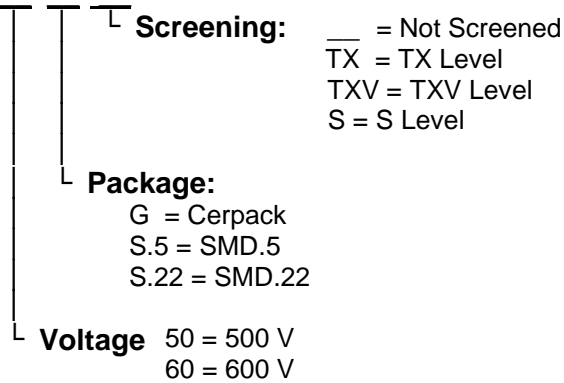 Screening: __ = Not Screened
TX = TX Level
TXV = TXV Level
S = S Level
Package:
G = Cerpack
S.5 = SMD.5
S.22 = SMD.22
Voltage 50 = 500 V
60 = 600 V